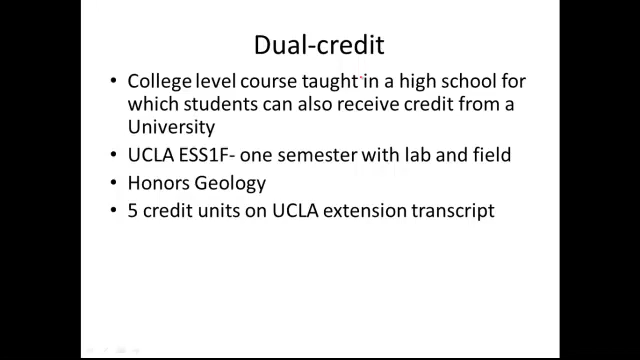 Dual-credit
• College level course taught in a high school for
which students can also receive credit from a
University
• UCLA ESS1F- one semester with lab and field
• Honors Geology
• 5 credit units on UCLA extension transcript